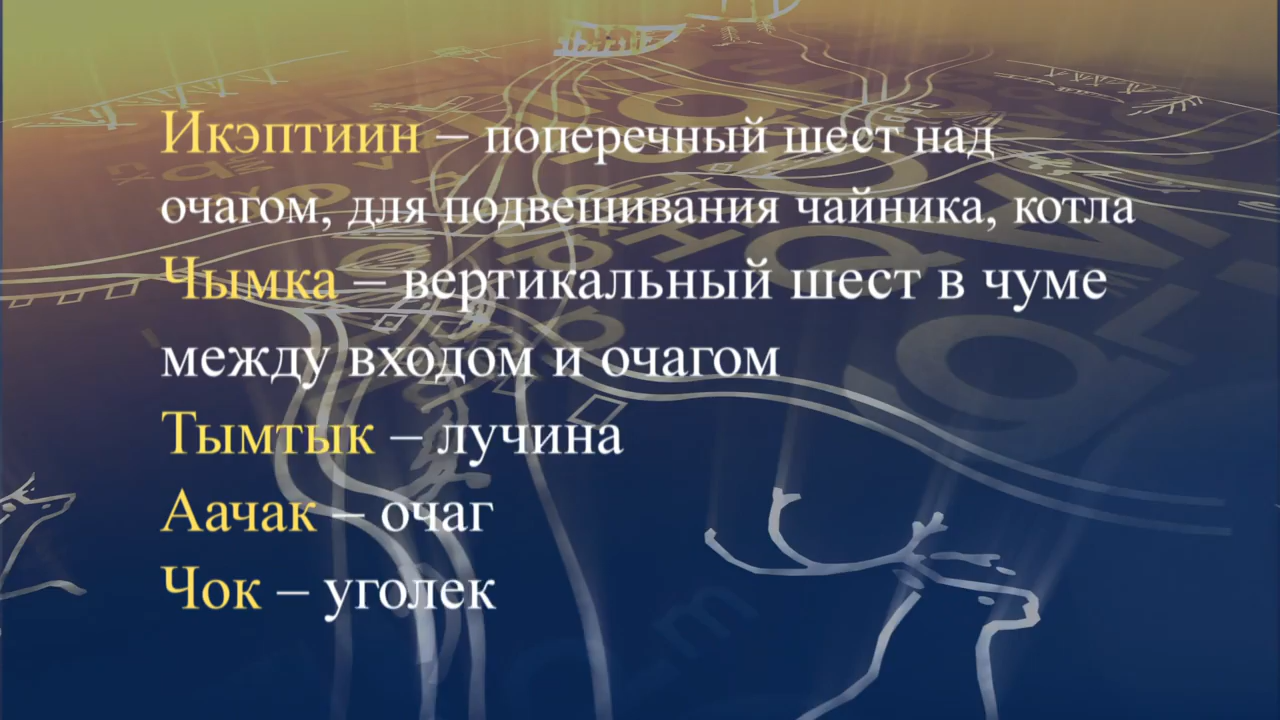 Икэптиин – поперечный шест над
очагом, для подвешивания чайника, котла
Чымка – вертикальный шест в чуме
между входом и очагом
Тымтык – лучина
Аачак – очаг
Чок – уголек